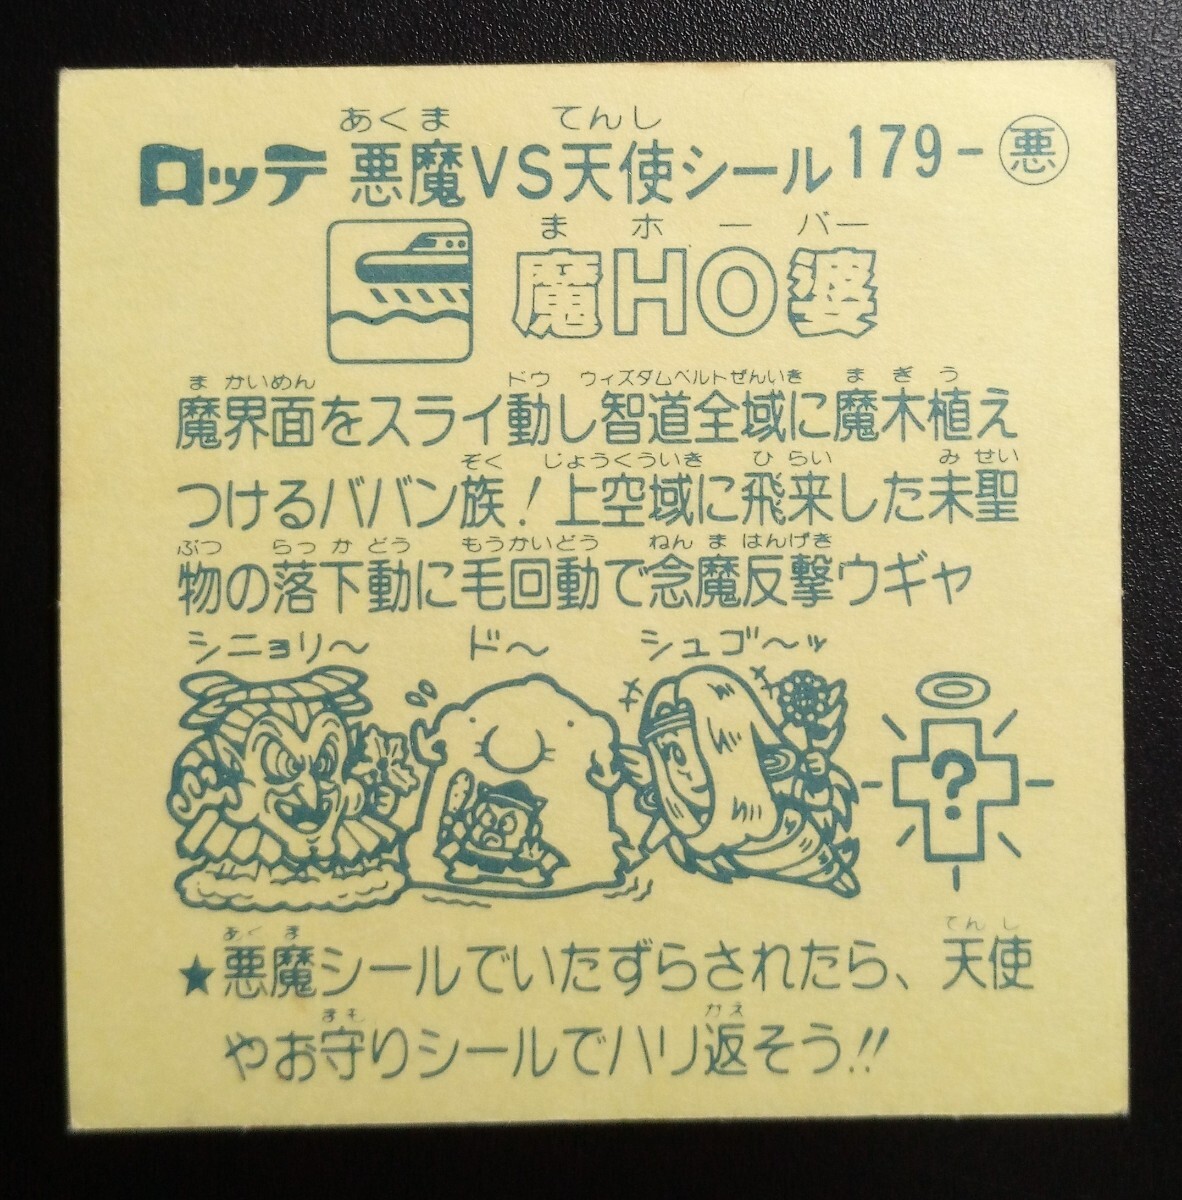 あくま てんし
ロッテ 悪魔VS天使シール 179-悪
まホーバー
魔HO婆
まかいめん ドウ ウィズダムベルトぜんいき まぎう
魔界面をスライ動し智道全域に魔木植え
ぞく じょうくういき ひらい みせい
つけるババン族!上空域に飛来した未聖
ぶつ らっかどう もうかいどう ねんまはんげき
物の落下動に毛回動で念魔反撃ウギャ
シニョリ〜 ド〜 シュゴ〜ッ
?
あくま てんし
★悪魔シールでいたずらされたら、天使
まも かえ
やお守りシールでハリ返そう!!